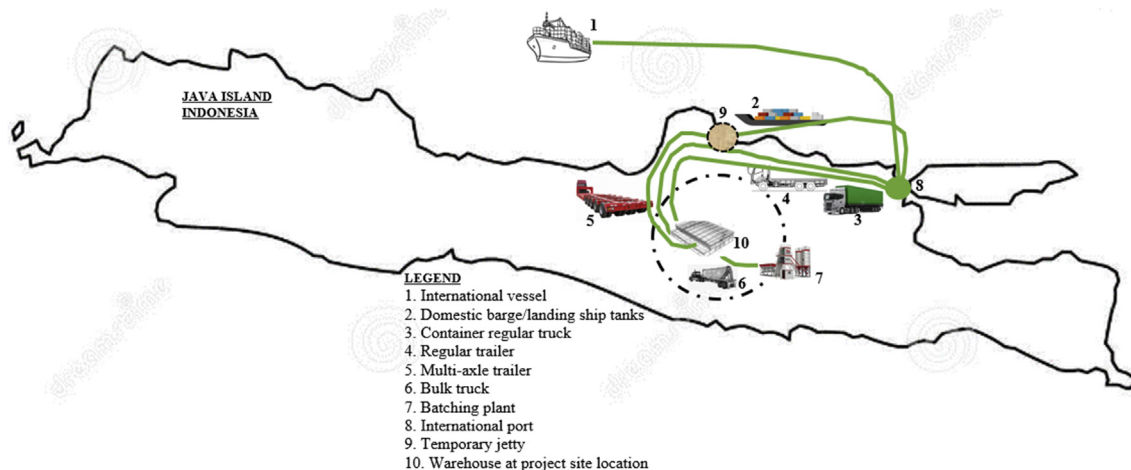 1
JAVA ISLAND
INDONESIA
9
2
8
4
3
5
10
6
7
LEGEND
1. International vessel
2. Domestic barge/landing ship tanks
3. Container regular truck
4. Regular trailer
5. Multi-axle trailer
6. Bulk truck
7. Batching plant
8. International port
9. Temporary jetty
10. Warehouse at project site location